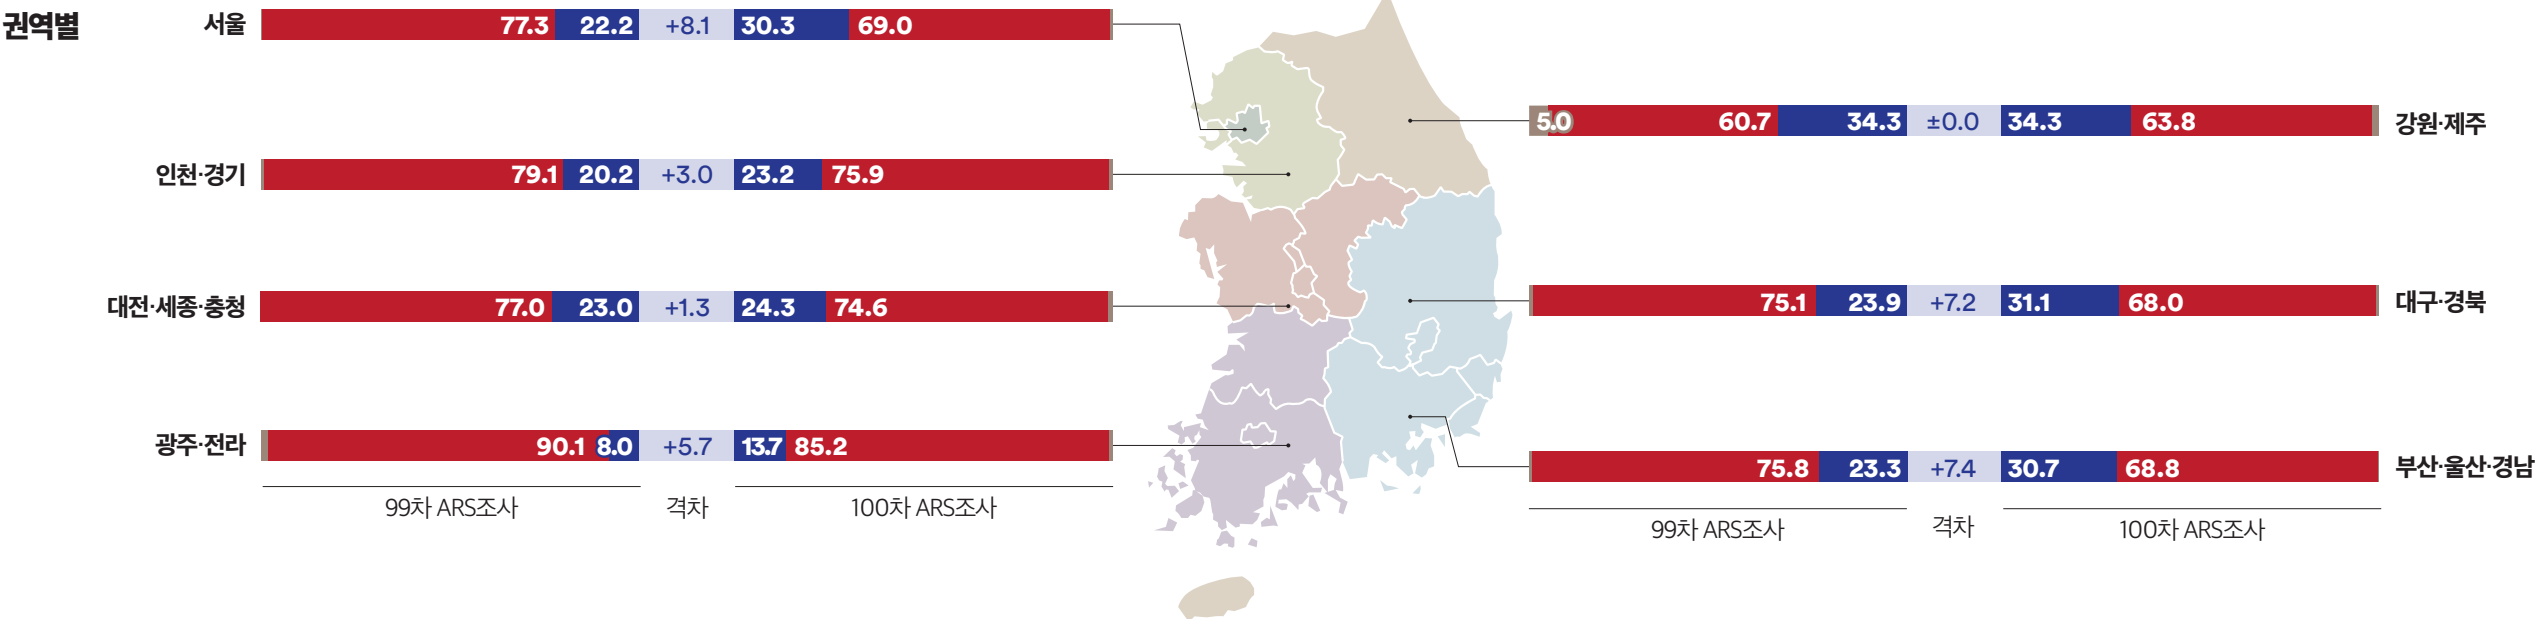 권역별
서울 77.3 22.2 +8.1 30.3 69.0
인천·경기 79.1 20.2 +3.0 23.2 75.9
대전·세종·충청 77.0 23.0 +1.3 24.3 74.6
광주·전라 90.1 8.0 +5.7 13.7 85.2
99차 ARS조사 격차 100차 ARS조사
5.0 60.7 34.3 ±0.0 34.3 63.8 강원·제주
75.1 23.9 +7.2 31.1 68.0 대구·경북
75.8 23.3 +7.4 30.7 68.8 부산·울산·경남
99차 ARS조사 격차 100차 ARS조사